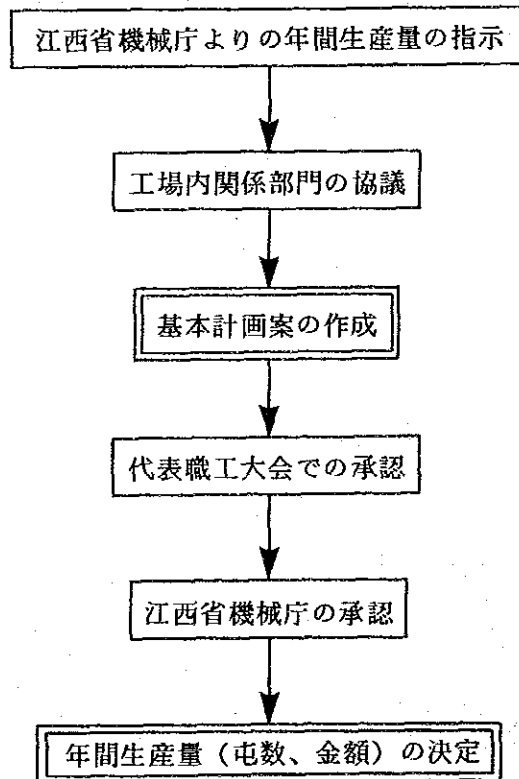 江西省機械庁よりの年間生産量の指示
工場内関係部門の協議
基本計画案の作成
代表職工大会での承認
江西省機械庁の承認
年間生産量（屯数、金額）の決定